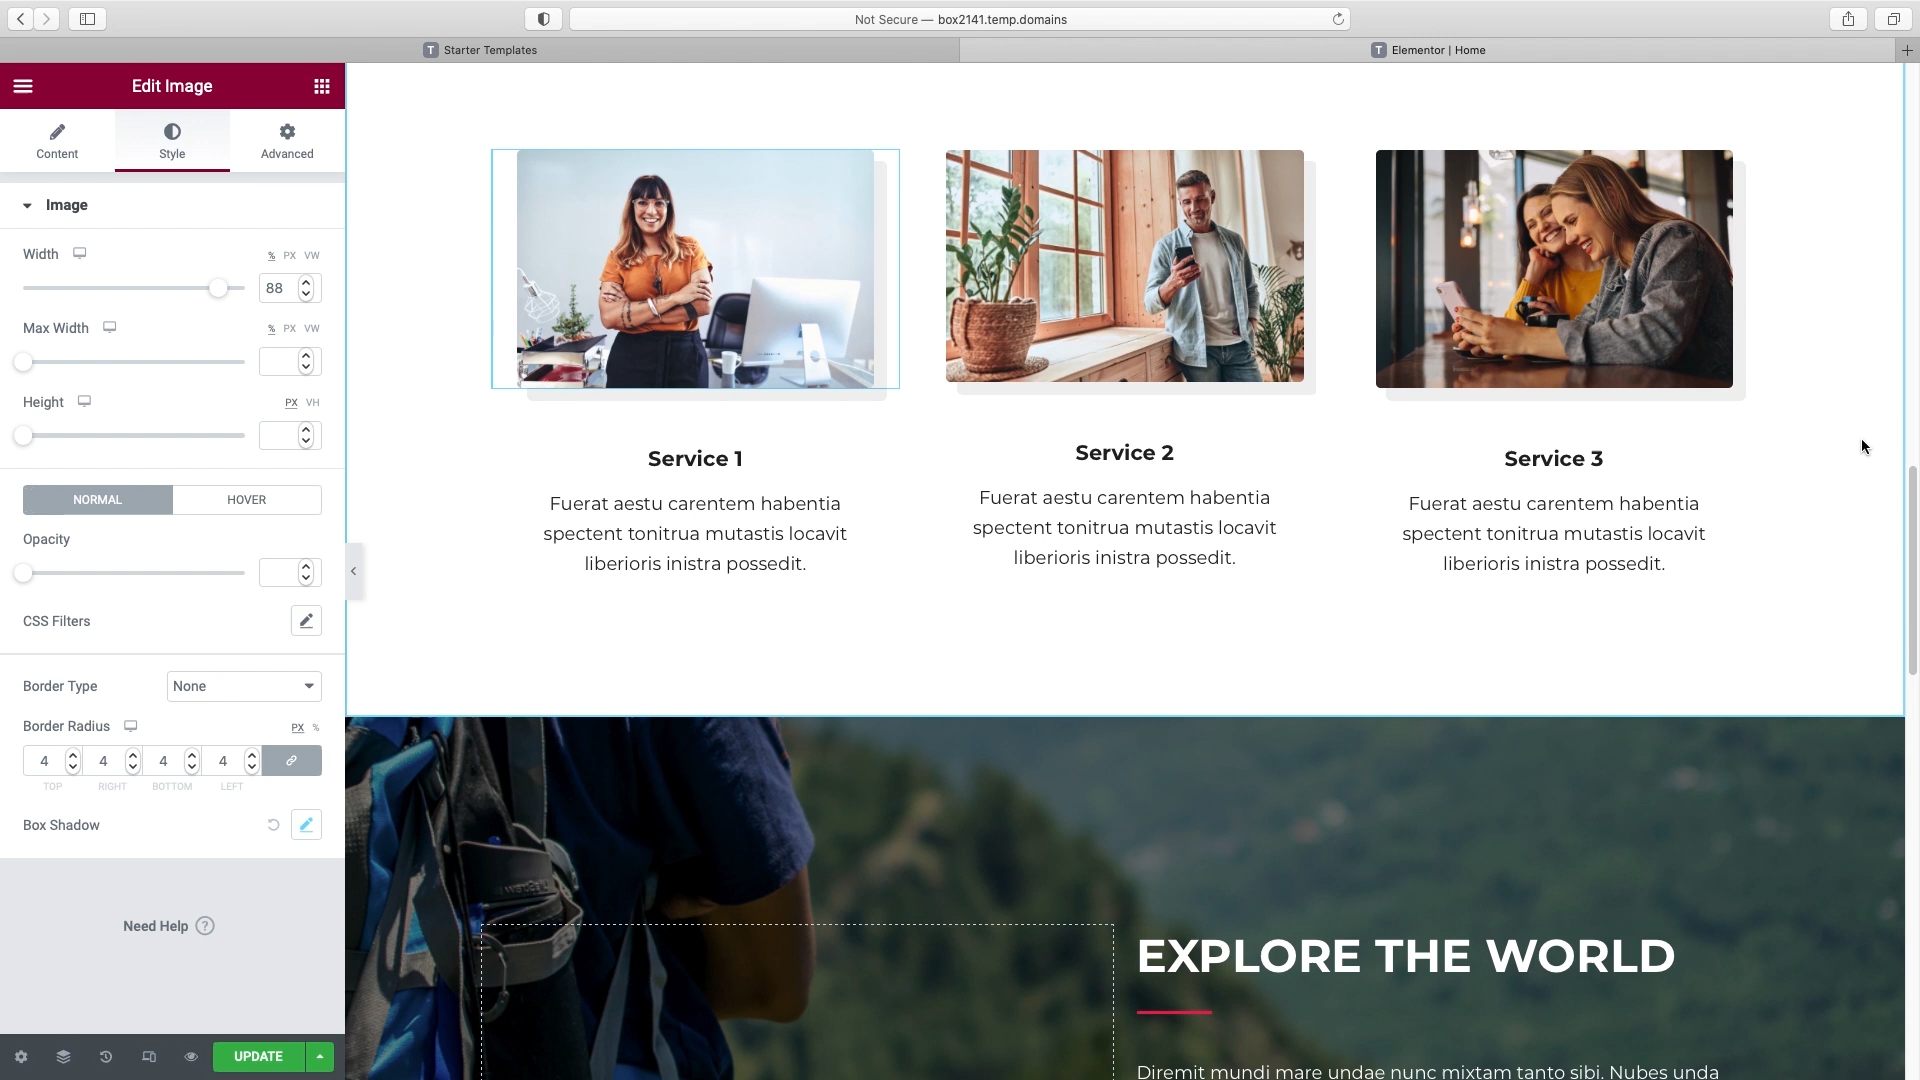 Not Secure — box2141.temp.domains
T Starter Templates
T Elementor | Home
Edit Image
Content
Style
Advanced
Image
Width
% PX VW
88
Max Width
% PX VW
Height
PX VH
NORMAL
HOVER
Opacity
CSS Filters
Border Type
None
Border Radius
PX %
4 4 4 4
TOP RIGHT BOTTOM LEFT
Box Shadow
Need Help ?
UPDATE
Service 1
Fuerat aestu carentem habentia
spectent tonitrua mutastis locavit
liberioris inistra possedit.
Service 2
Fuerat aestu carentem habentia
spectent tonitrua mutastis locavit
liberioris inistra possedit.
Service 3
Fuerat aestu carentem habentia
spectent tonitrua mutastis locavit
liberioris inistra possedit.
EXPLORE THE WORLD
Diremit mundi mare undae nunc mixtam tanto sibi. Nubes unda